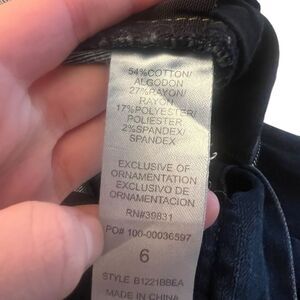 54%COTTON/
ALGODON
27%RAYON/
RAYON
17%POLYESTER/
POLIESTER
2%SPANDEX/
SPANDEX
EXCLUSIVE OF
ORNAMENTATION
EXCLUSIVO DE
ORNAMENTACION
RN#39831
PO# 100-00036597
6
STYLE B1221BBEA
MADE IN CHINA